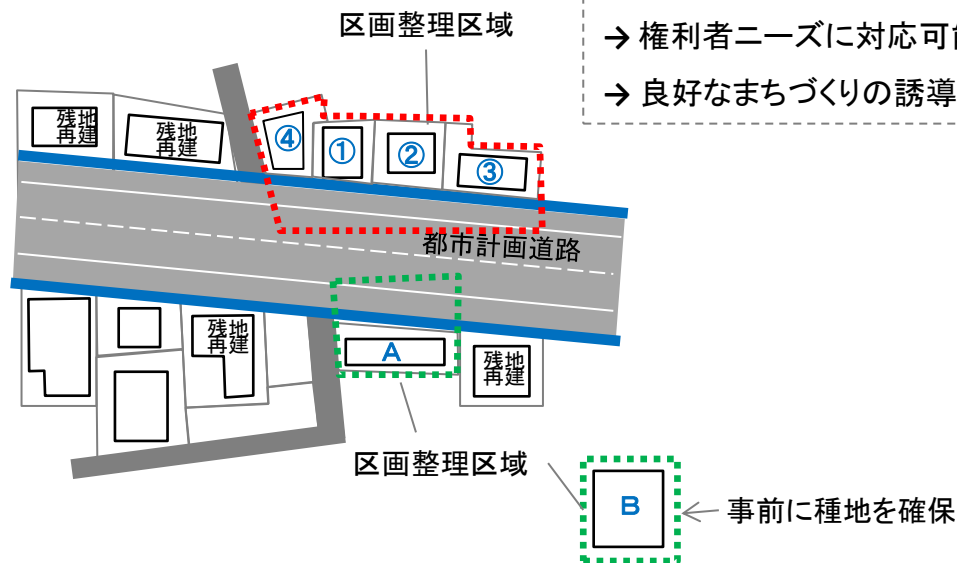 区画整理区域
→ 権利者ニーズに対応可
→ 良好なまちづくりの誘導
残地
再建
残地
再建
④
①
②
③
都市計画道路
残地
再建
A
残地
再建
区画整理区域
B
事前に種地を確保